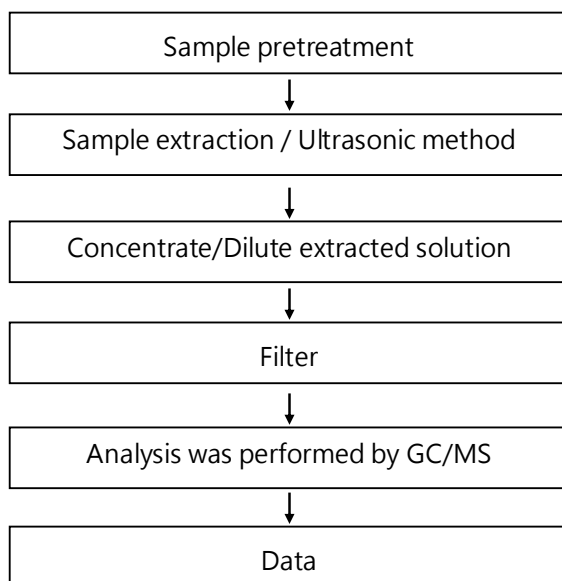 Sample pretreatment
Sample extraction / Ultrasonic method
Concentrate/Dilute extracted solution
Filter
Analysis was performed by GC/MS
Data